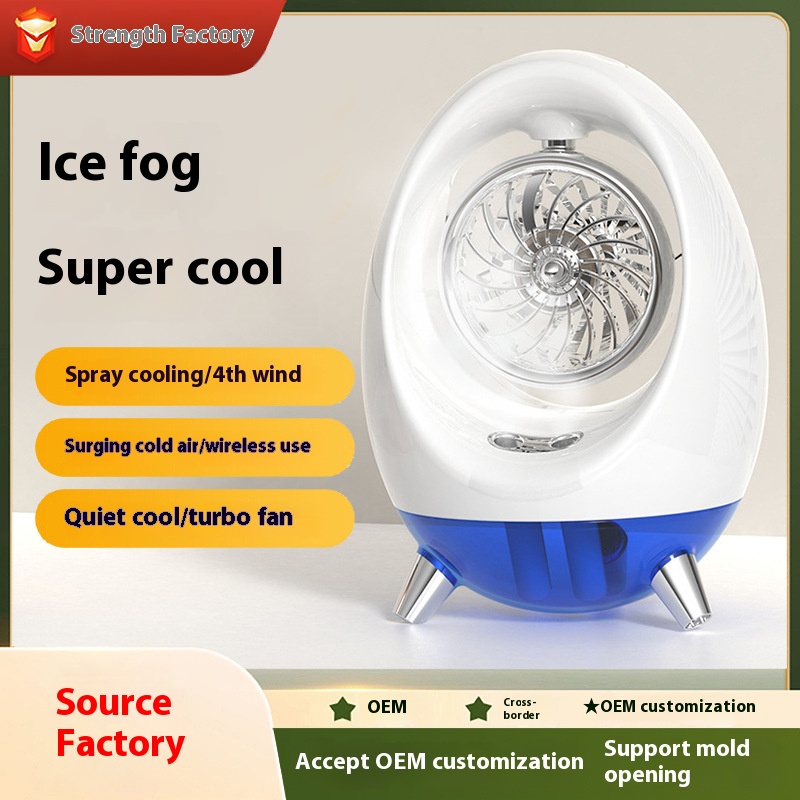 Strength Factory
Ice fog
Super cool
Spray cooling/4th wind
Surging cold air/wireless use
Quiet cool/turbo fan
Source
Factory
OEM
Cross-
border
★OEM customization
Accept OEM customization
Support mold
opening